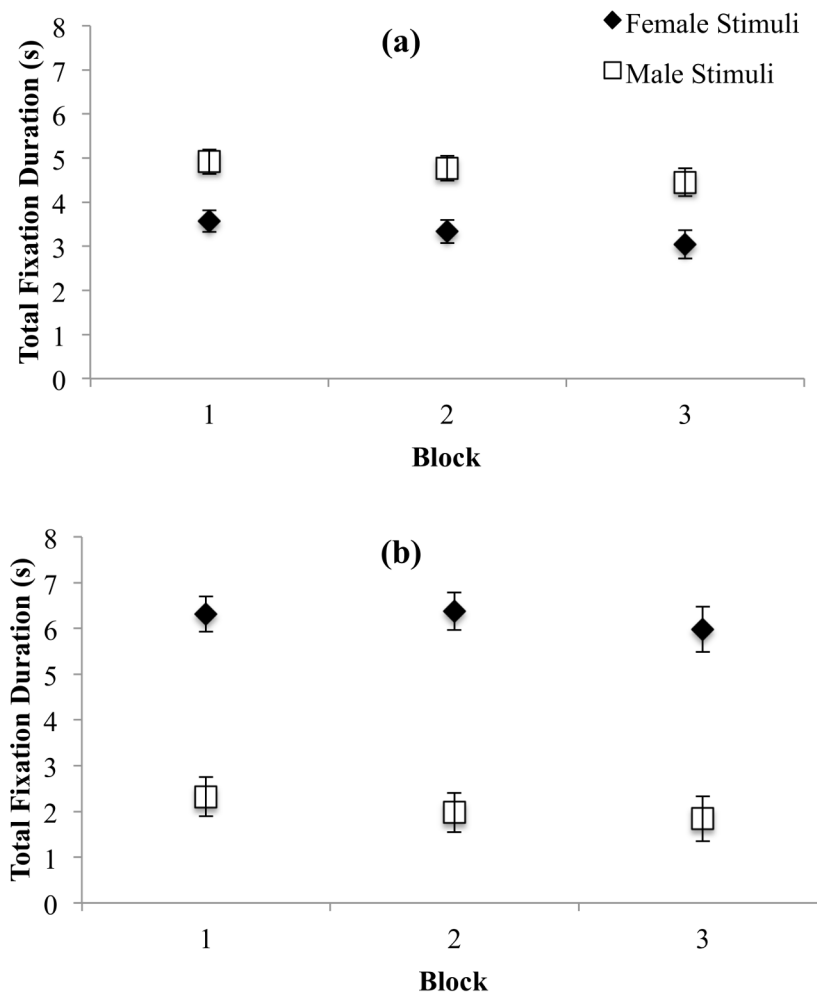 (a)
Female Stimuli
Male Stimuli
Total Fixation Duration (s)
8
7
6
5
4
3
2
1
0
1 2 3
Block
(b)
Total Fixation Duration (s)
8
7
6
5
4
3
2
1
0
1 2 3
Block